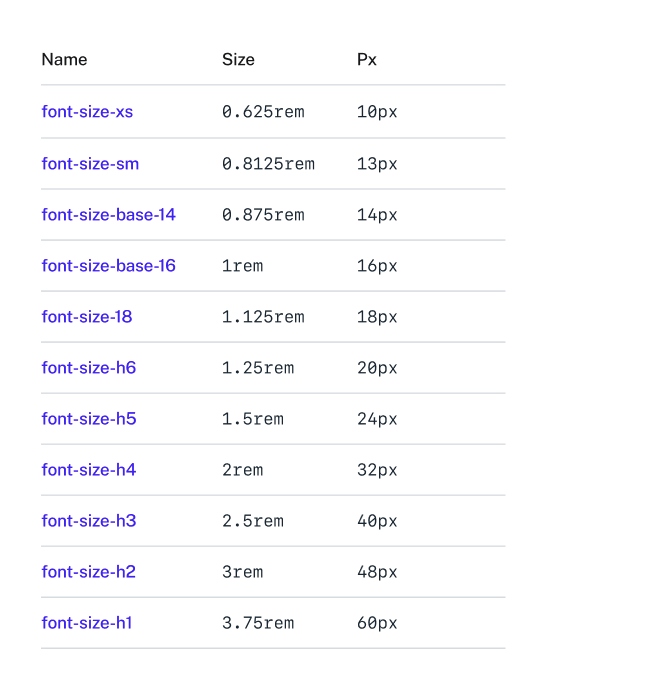 Name Size Px
font-size-xs 0.625rem 10px
font-size-sm 0.8125rem 13px
font-size-base-14 0.875rem 14px
font-size-base-16 1rem 16px
font-size-18 1.125rem 18px
font-size-h6 1.25rem 20px
font-size-h5 1.5rem 24px
font-size-h4 2rem 32px
font-size-h3 2.5rem 40px
font-size-h2 3rem 48px
font-size-h1 3.75rem 60px